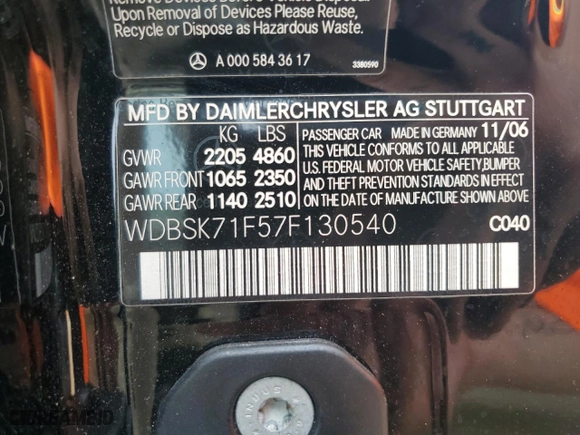 Upon Removal of Devices Please Reuse,
Recycle or Dispose as Hazardous Waste.
A 000 584 36 17
3380590
MFD BY DAIMLERCHRYSLER AG STUTTGART
KG LBS
GVWR 2205 4860
GAWR FRONT 1065 2350
GAWR REAR 1140 2510
PASSENGER CAR MADE IN GERMANY 11/06
THIS VEHICLE CONFORMS TO ALL APPLICABLE
U.S. FEDERAL MOTOR VEHICLE SAFETY, BUMPER
AND THEFT PREVENTION STANDARDS IN EFFECT
ON THE DATE OF MANUFACTURE SHOWN ABOVE
WDBSK71F57F130540
C040